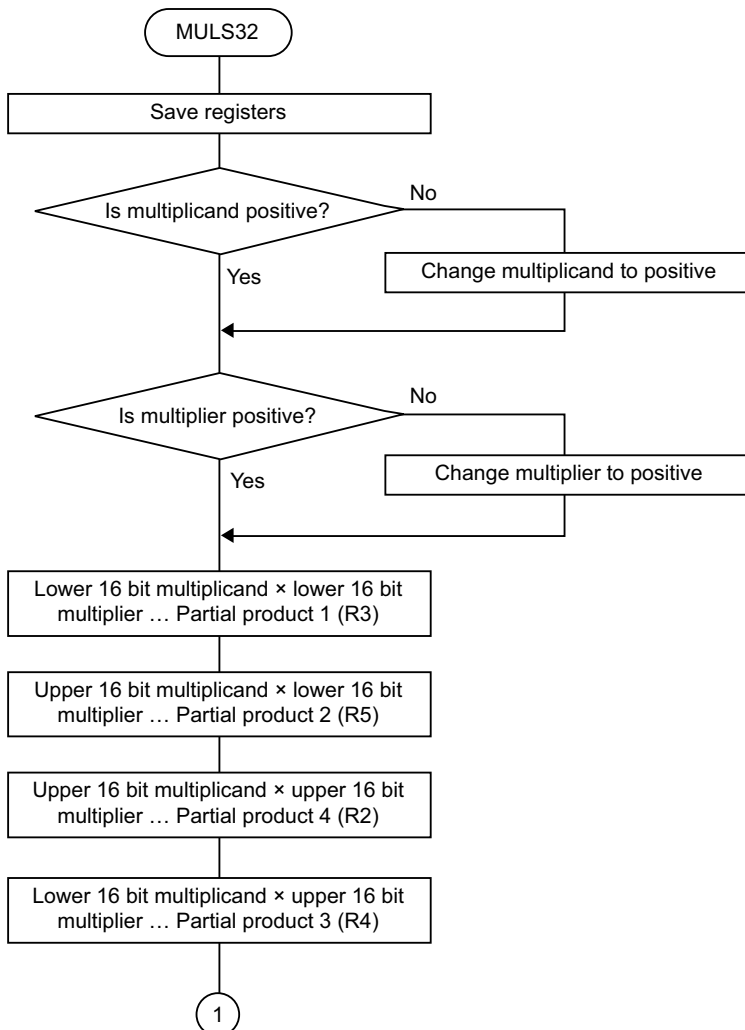 MULS32
Save registers
Is multiplicand positive?
No
Change multiplicand to positive
Yes
Is multiplier positive?
No
Change multiplier to positive
Yes
Lower 16 bit multiplicand × lower 16 bit
multiplier … Partial product 1 (R3)
Upper 16 bit multiplicand × lower 16 bit
multiplier … Partial product 2 (R5)
Upper 16 bit multiplicand × upper 16 bit
multiplier … Partial product 4 (R2)
Lower 16 bit multiplicand × upper 16 bit
multiplier … Partial product 3 (R4)
1